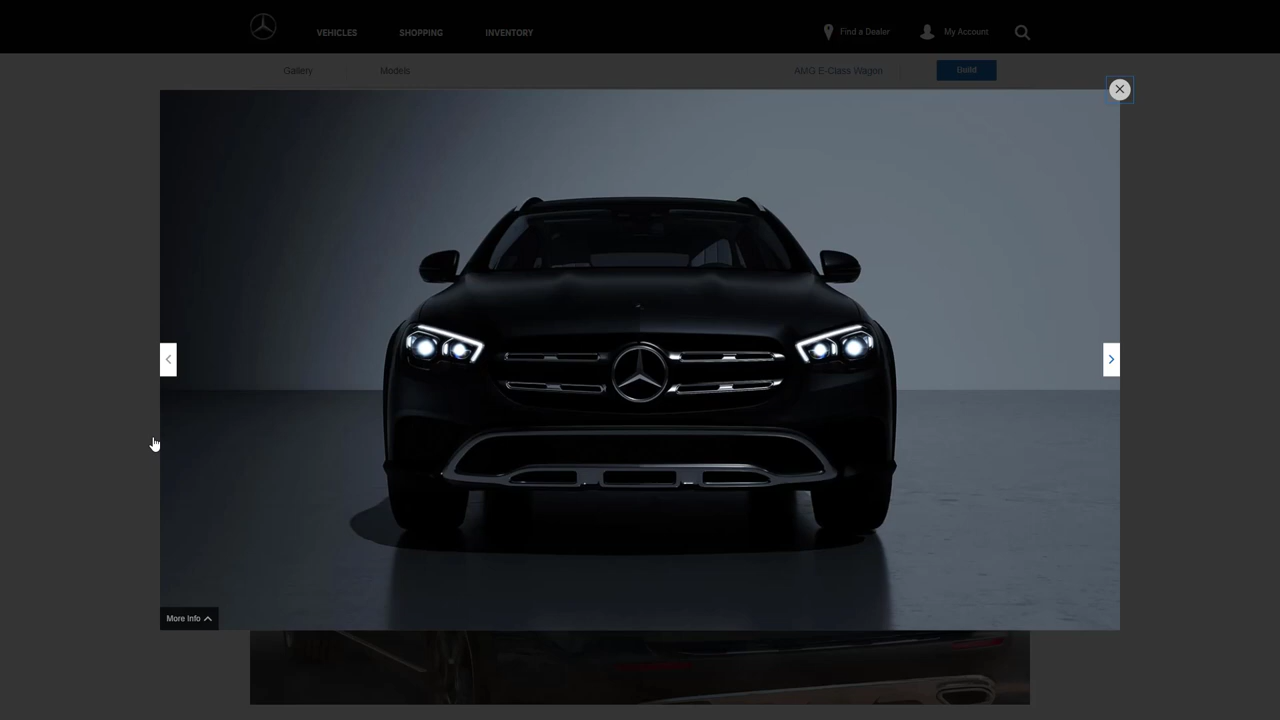 VEHICLES SHOPPING INVENTORY Find a Dealer My Account
Gallery Models AMG E-Class Wagon Build
More Info